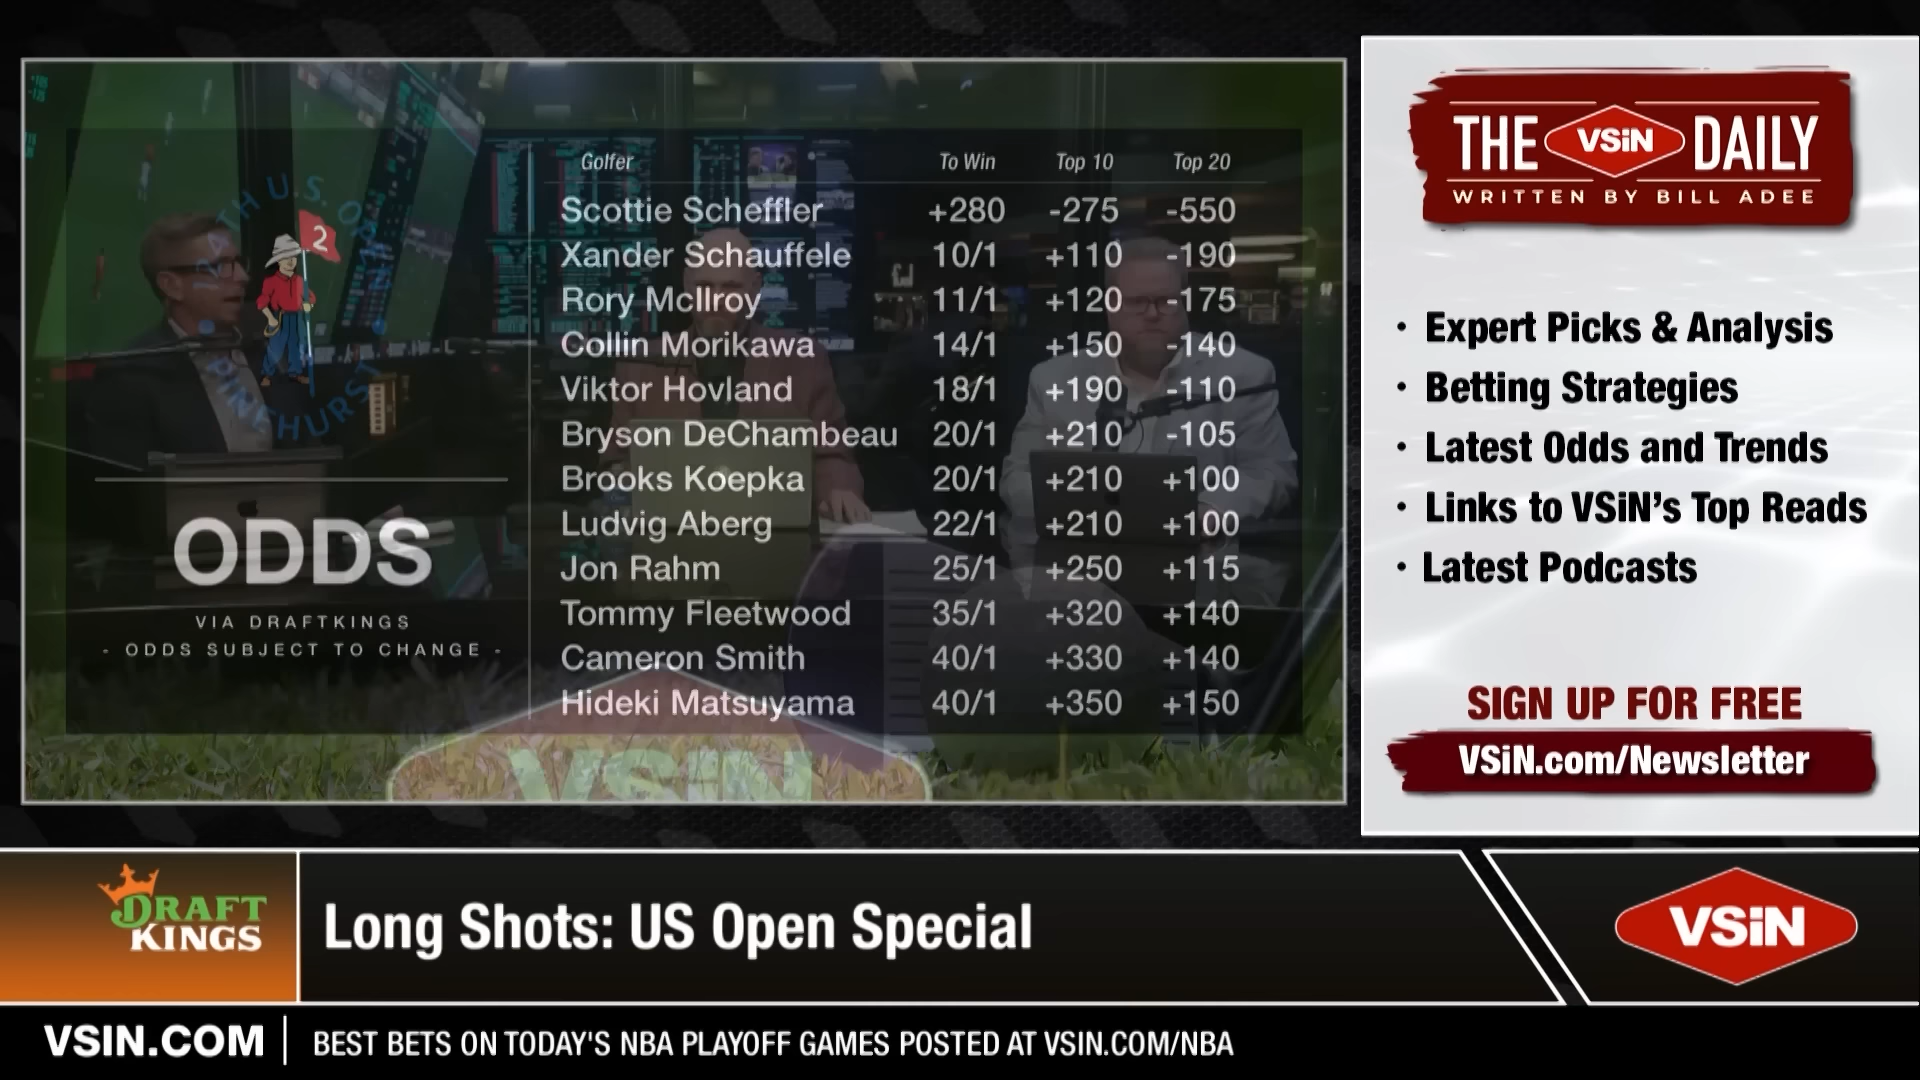 124TH U.S. OPEN
2
PINEHURST
ODDS
VIA DRAFTKINGS
- ODDS SUBJECT TO CHANGE -
Golfer To Win Top 10 Top 20
Scottie Scheffler +280 -275 -550
Xander Schauffele 10/1 +110 -190
Rory McIlroy 11/1 +120 -175
Collin Morikawa 14/1 +150 -140
Viktor Hovland 18/1 +190 -110
Bryson DeChambeau 20/1 +210 -105
Brooks Koepka 20/1 +210 +100
Ludvig Aberg 22/1 +210 +100
Jon Rahm 25/1 +250 +115
Tommy Fleetwood 35/1 +320 +140
Cameron Smith 40/1 +330 +140
Hideki Matsuyama 40/1 +350 +150
VSiN
THE VSiN DAILY
WRITTEN BY BILL ADEE
• Expert Picks & Analysis
• Betting Strategies
• Latest Odds and Trends
• Links to VSiN's Top Reads
• Latest Podcasts
SIGN UP FOR FREE
VSiN.com/Newsletter
DRAFT
KINGS
Long Shots: US Open Special
VSiN
VSIN.COM
BEST BETS ON TODAY'S NBA PLAYOFF GAMES POSTED AT VSIN.COM/NBA